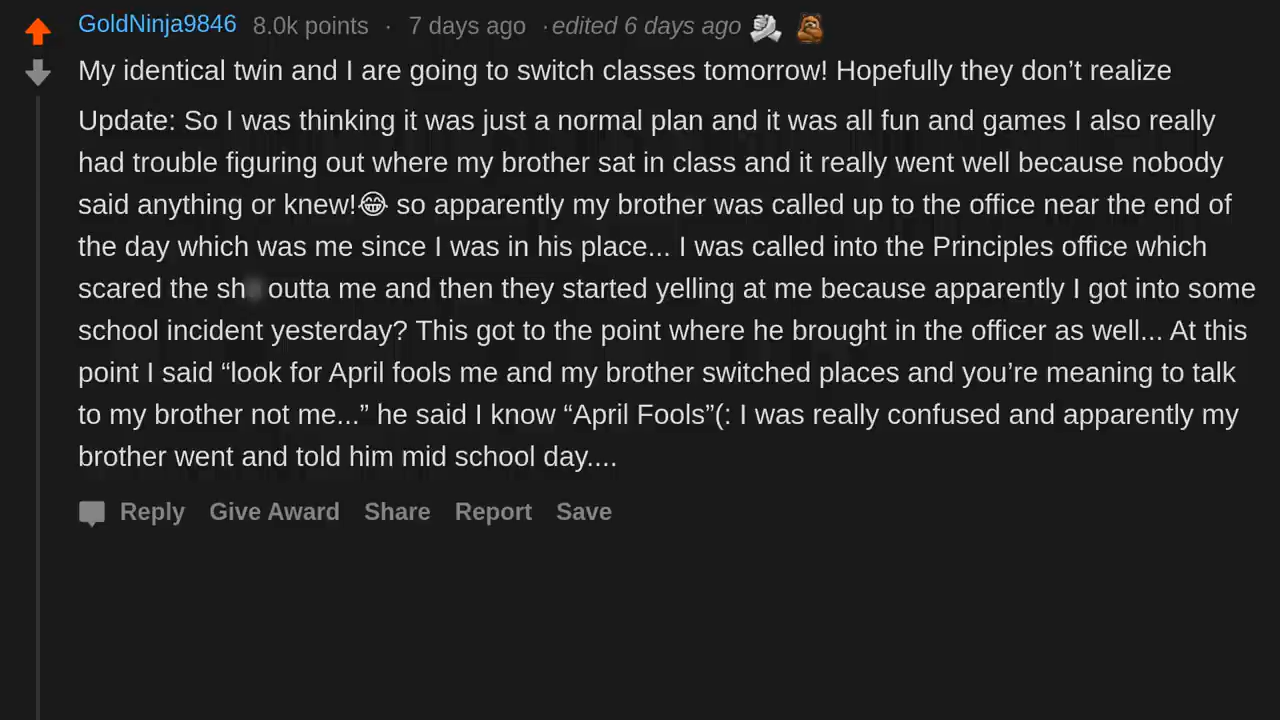 GoldNinja9846 8.0k points · 7 days ago · edited 6 days ago
My identical twin and I are going to switch classes tomorrow! Hopefully they don’t realize
Update: So I was thinking it was just a normal plan and it was all fun and games I also really
had trouble figuring out where my brother sat in class and it really went well because nobody
said anything or knew!😂 so apparently my brother was called up to the office near the end of
the day which was me since I was in his place... I was called into the Principles office which
scared the sh outta me and then they started yelling at me because apparently I got into some
school incident yesterday? This got to the point where he brought in the officer as well... At this
point I said “look for April fools me and my brother switched places and you’re meaning to talk
to my brother not me...” he said I know “April Fools”(: I was really confused and apparently my
brother went and told him mid school day....
Reply Give Award Share Report Save